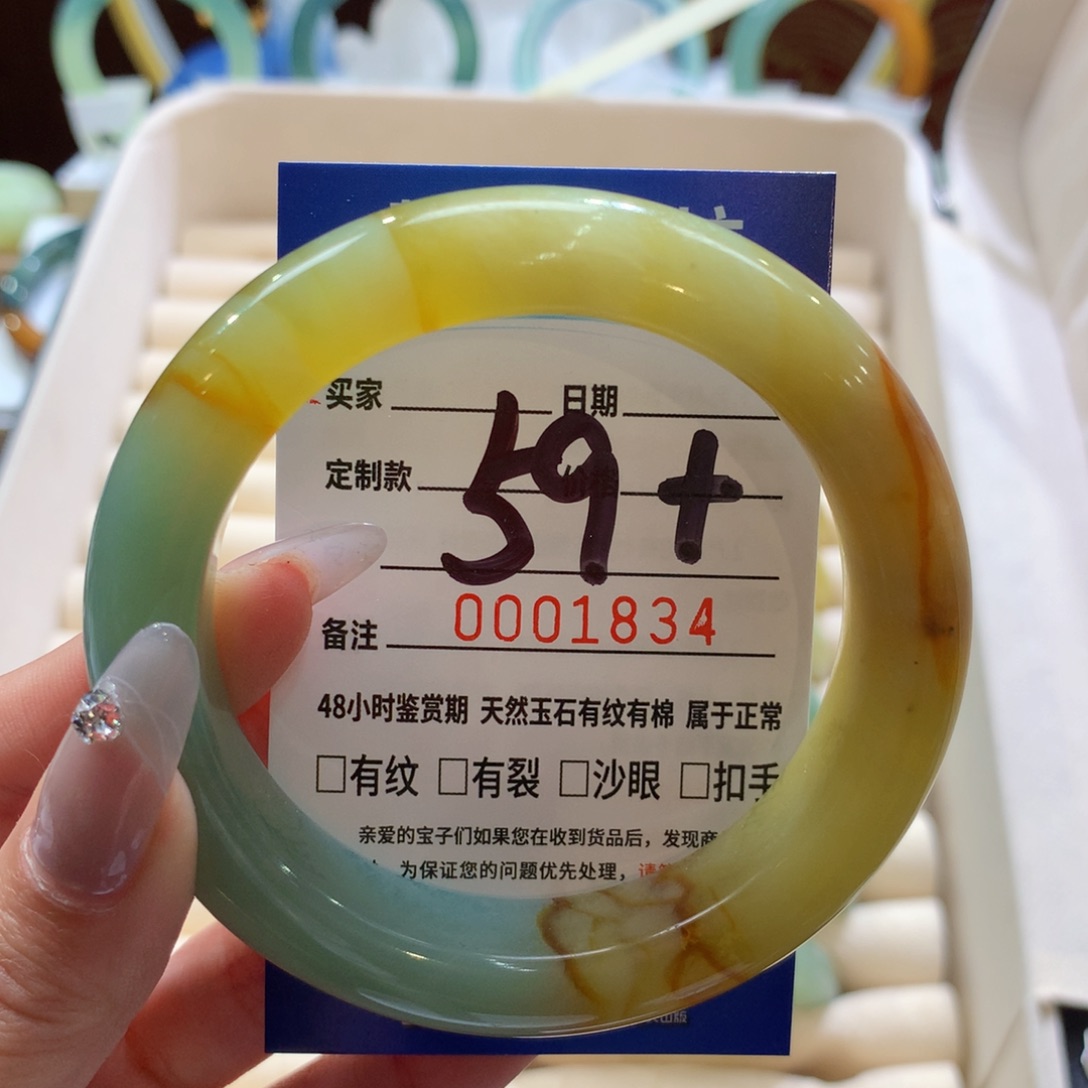 买家 日期
定制款
59+
0001834
备注
48小时鉴赏期 天然玉石有纹有棉 属于正常
□有纹 □有裂 □沙眼 □扣手
亲爱的宝子们如果您在收到货品后，发现商
为保证您的问题优先处理，请